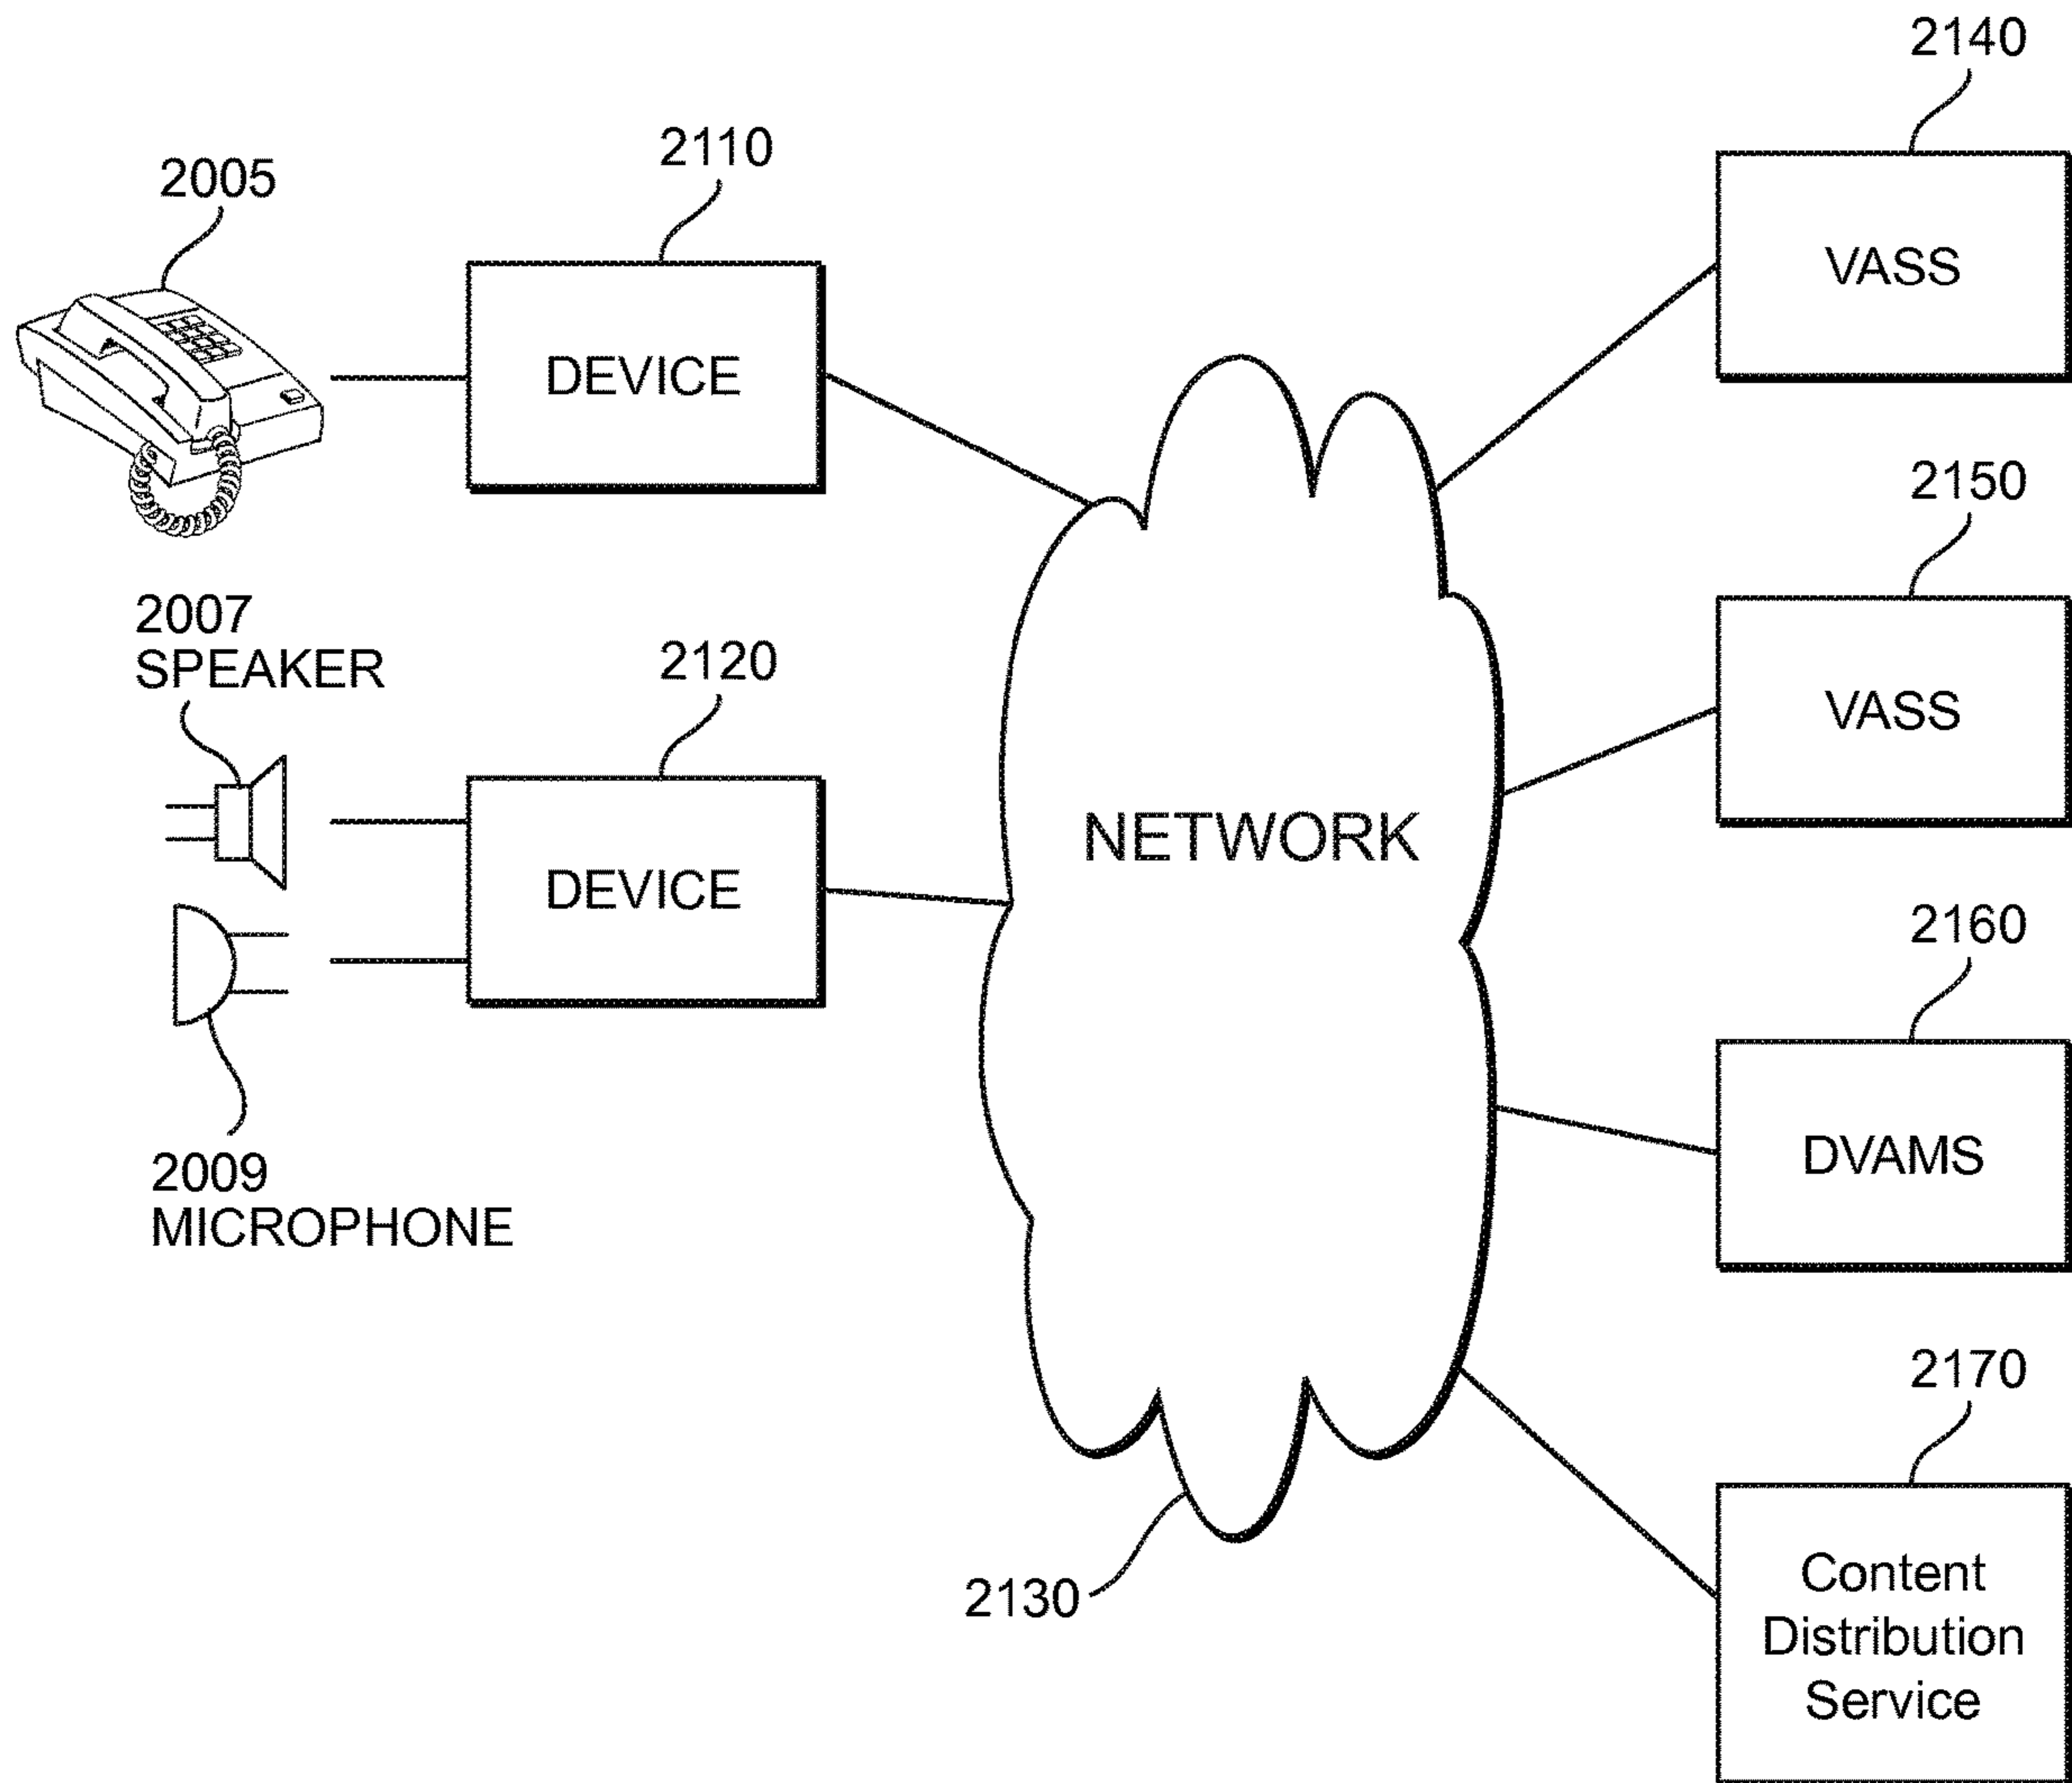 2140
2110
2005
VASS
DEVICE
2150
2007
SPEAKER
2120
VASS
NETWORK
DEVICE
2160
2009
MICROPHONE
DVAMS
2170
2130
Content
Distribution
Service